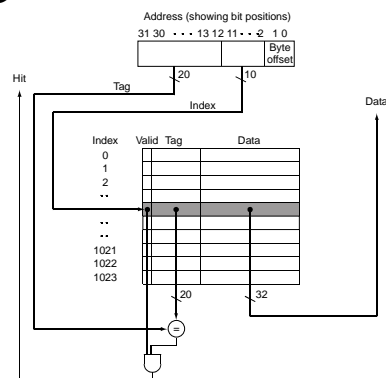 Address (showing bit positions)
31 30 · · · 13 12 11 · · · 2 1 0
Byte
offset
20
10
Hit
Tag
Index
Data
Index Valid Tag Data
0
1
2
· ·
· ·
· ·
1021
1022
1023
20
32
=